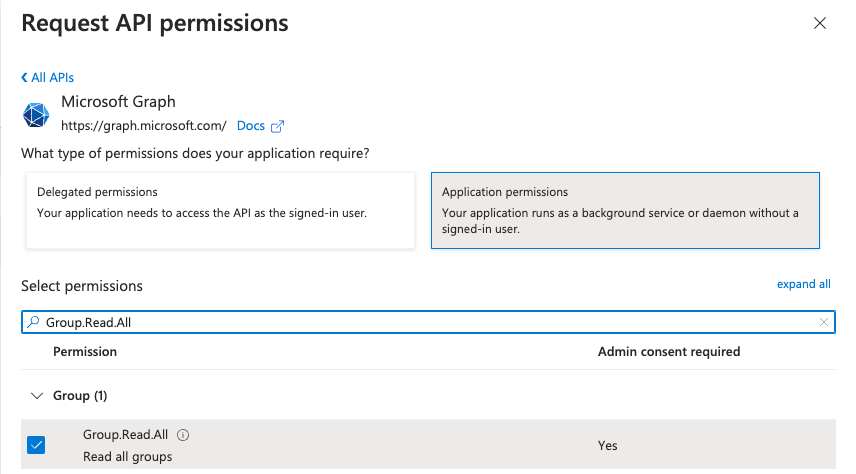 Request API permissions
All APIs
Microsoft Graph
https://graph.microsoft.com/ Docs
What type of permissions does your application require?
Delegated permissions
Your application needs to access the API as the signed-in user.
Application permissions
Your application runs as a background service or daemon without a
signed-in user.
Select permissions
expand all
Group.Read.All
Permission
Admin consent required
Group (1)
Group.Read.All
Read all groups
Yes